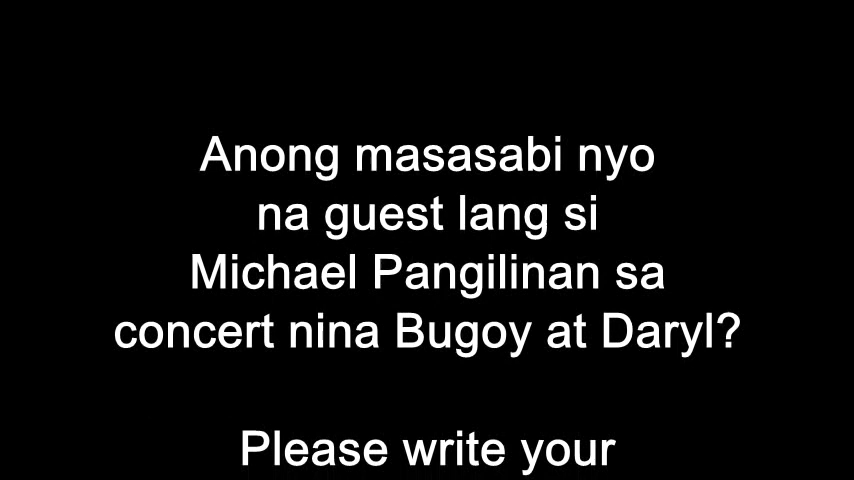 Anong masasabi nyo
na guest lang si
Michael Pangilinan sa
concert nina Bugoy at Daryl?
Please write your